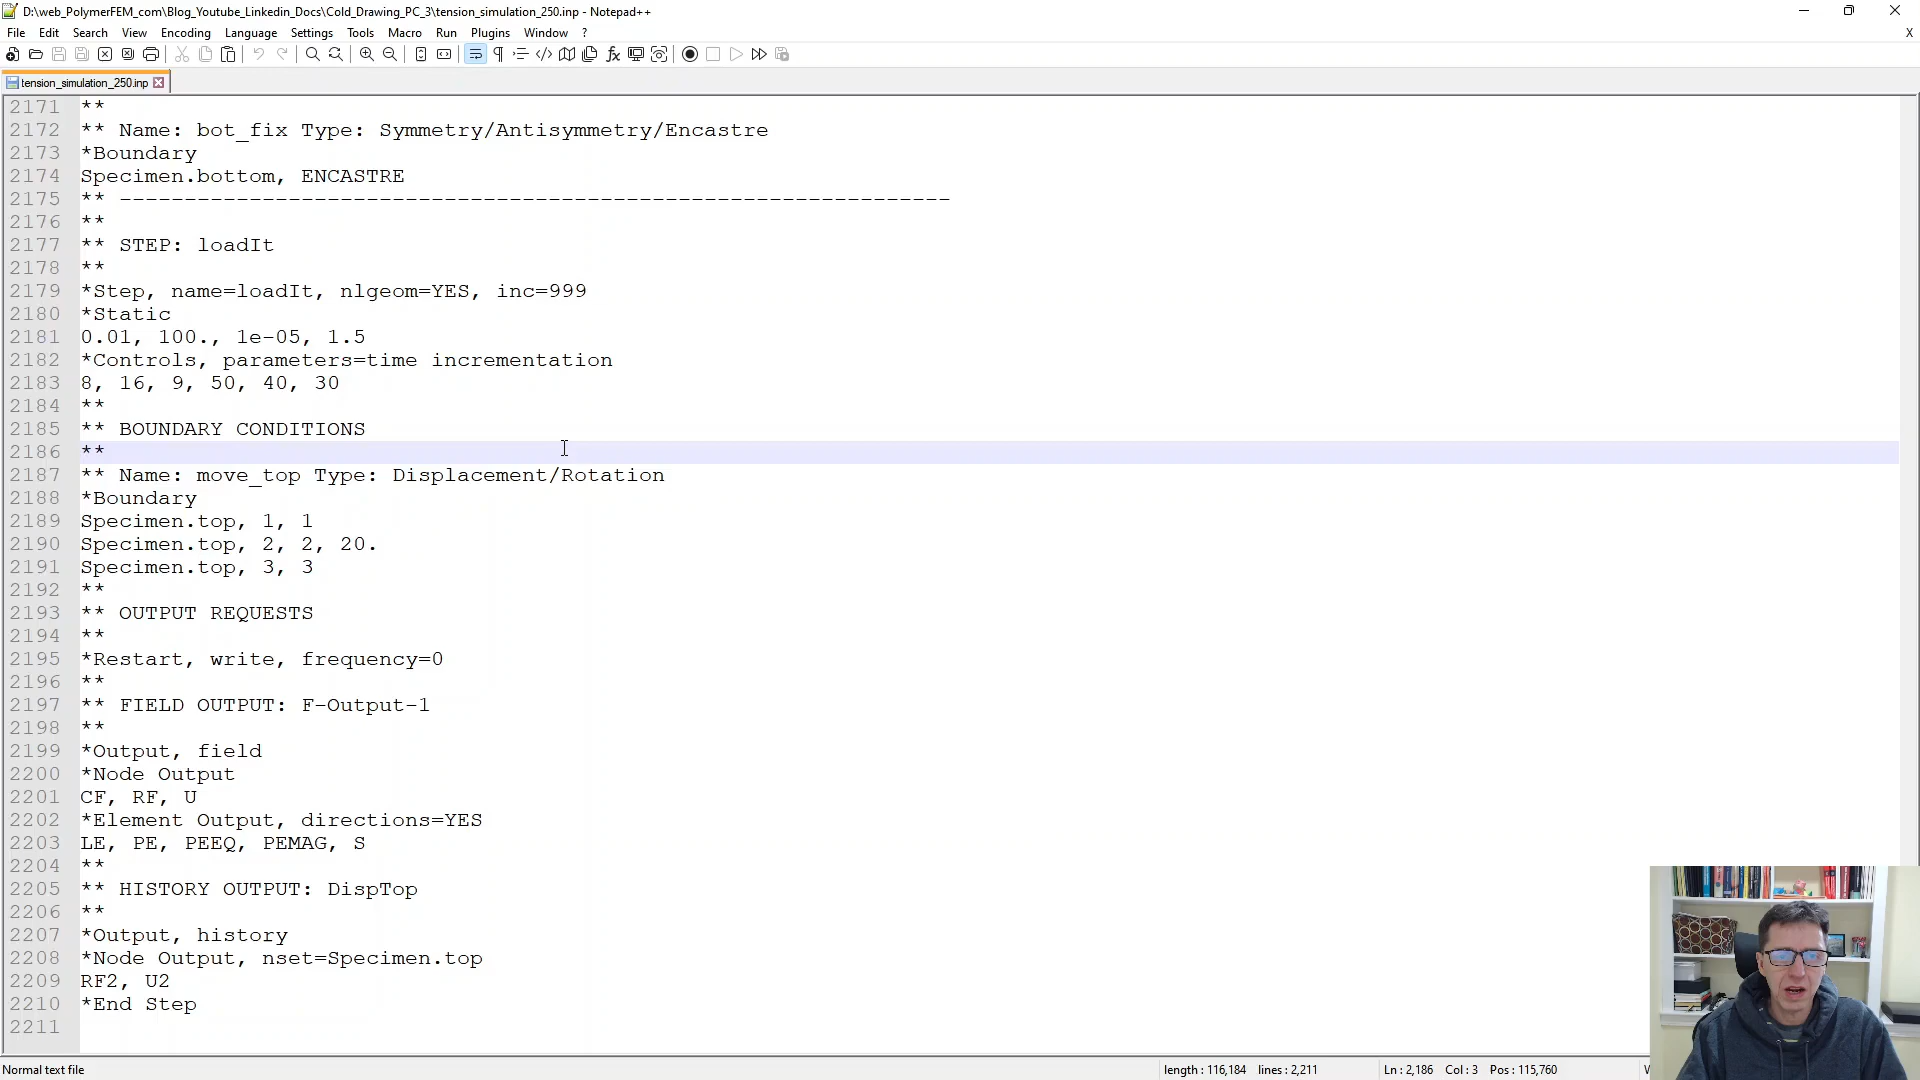 D:\web_PolymerFEM_com\Blog_Youtube_Linkedin_Docs\Cold_Drawing_PC_3\tension_simulation_250.inp - Notepad++
File Edit Search View Encoding Language Settings Tools Macro Run Plugins Window ? X
tension_simulation_250.inp
2171 **
2172 ** Name: bot_fix Type: Symmetry/Antisymmetry/Encastre
2173 *Boundary
2174 Specimen.bottom, ENCASTRE
2175 ** ----------------------------------------------------------------
2176 **
2177 ** STEP: loadIt
2178 **
2179 *Step, name=loadIt, nlgeom=YES, inc=999
2180 *Static
2181 0.01, 100., 1e-05, 1.5
2182 *Controls, parameters=time incrementation
2183 8, 16, 9, 50, 40, 30
2184 **
2185 ** BOUNDARY CONDITIONS
2186 **
2187 ** Name: move_top Type: Displacement/Rotation
2188 *Boundary
2189 Specimen.top, 1, 1
2190 Specimen.top, 2, 2, 20.
2191 Specimen.top, 3, 3
2192 **
2193 ** OUTPUT REQUESTS
2194 **
2195 *Restart, write, frequency=0
2196 **
2197 ** FIELD OUTPUT: F-Output-1
2198 **
2199 *Output, field
2200 *Node Output
2201 CF, RF, U
2202 *Element Output, directions=YES
2203 LE, PE, PEEQ, PEMAG, S
2204 **
2205 ** HISTORY OUTPUT: DispTop
2206 **
2207 *Output, history
2208 *Node Output, nset=Specimen.top
2209 RF2, U2
2210 *End Step
2211
Normal text file length : 116,184 lines : 2,211 Ln : 2,186 Col : 3 Pos : 115,760